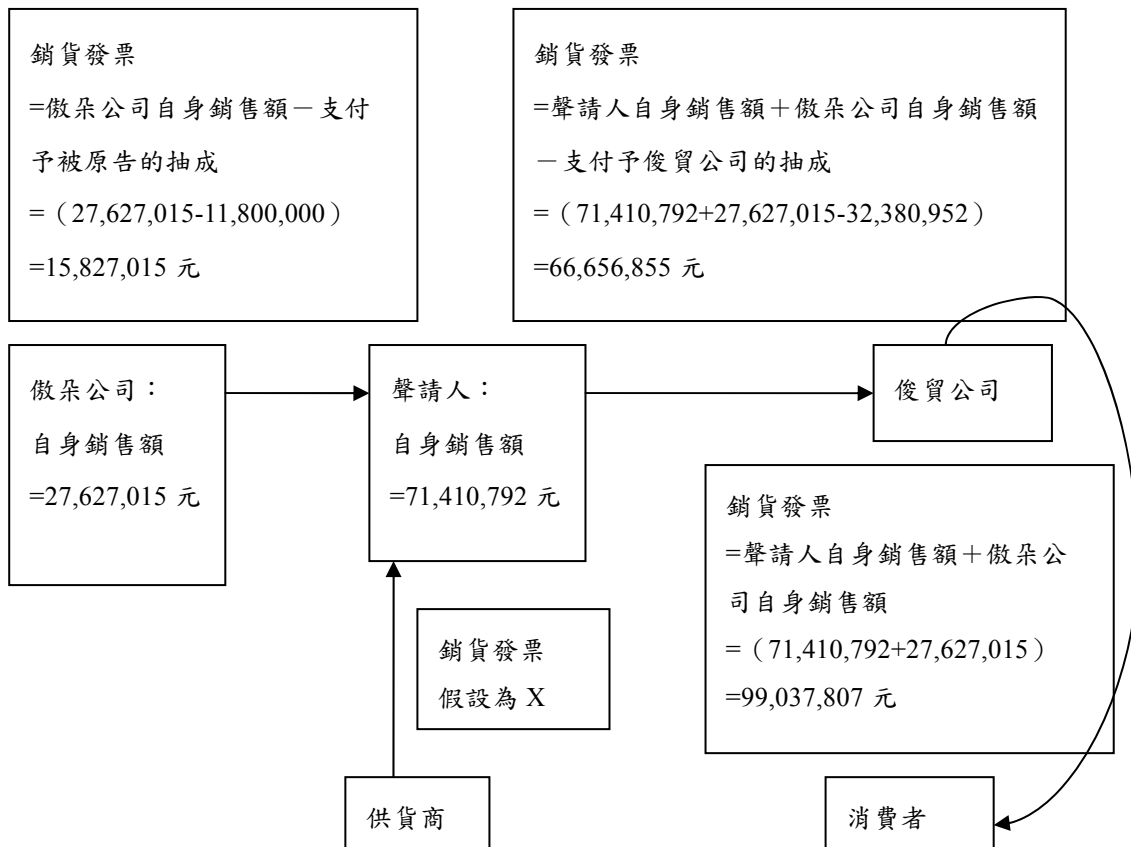 銷貨發票
=傲朵公司自身銷售額－支付
予被原告的抽成
=（27,627,015-11,800,000）
=15,827,015 元
銷貨發票
=聲請人自身銷售額＋傲朵公司自身銷售額
－支付予俊貿公司的抽成
=（71,410,792+27,627,015-32,380,952）
=66,656,855 元
傲朵公司：
自身銷售額
=27,627,015 元
聲請人：
自身銷售額
=71,410,792 元
俊貿公司
銷貨發票
=聲請人自身銷售額＋傲朵公
司自身銷售額
=（71,410,792+27,627,015）
=99,037,807 元
銷貨發票
假設為 X
供貨商
消費者